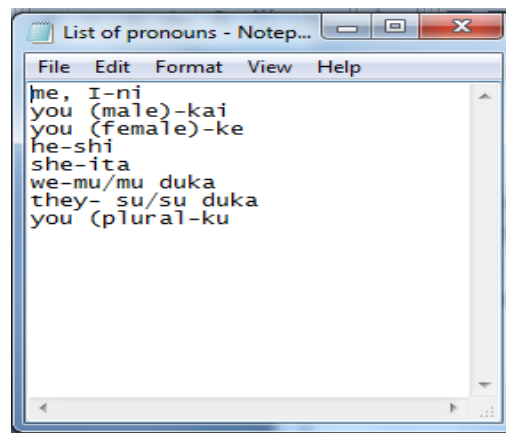 List of pronouns - Notep...
File Edit Format View Help
me, I-ni
you (male)-kai
you (female)-ke
he-shi
she-ita
we-mu/mu duka
they- su/su duka
you (plural-ku